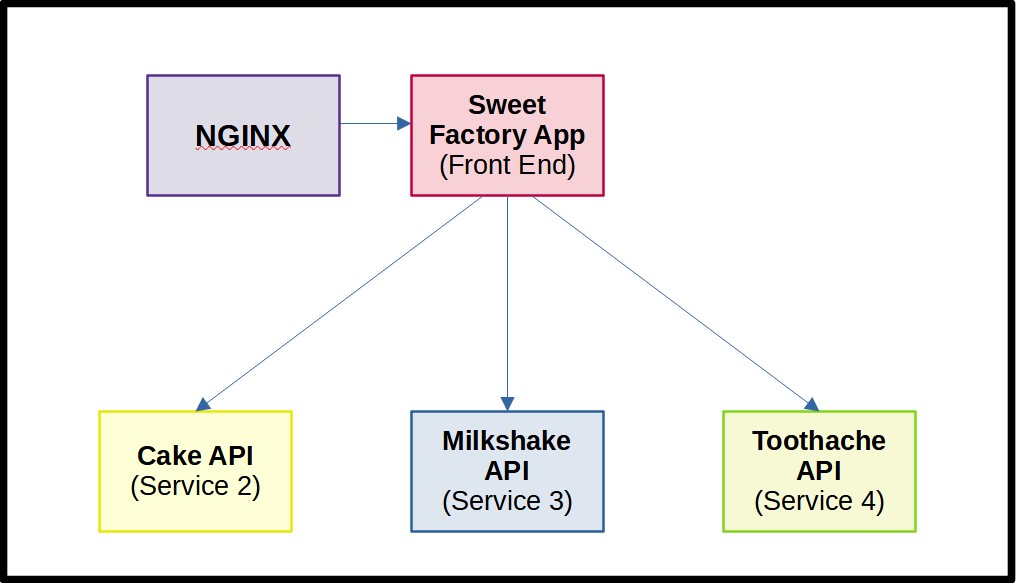 NGINX
Sweet
Factory App
(Front End)
Cake API
(Service 2)
Milkshake
API
(Service 3)
Toothache
API
(Service 4)